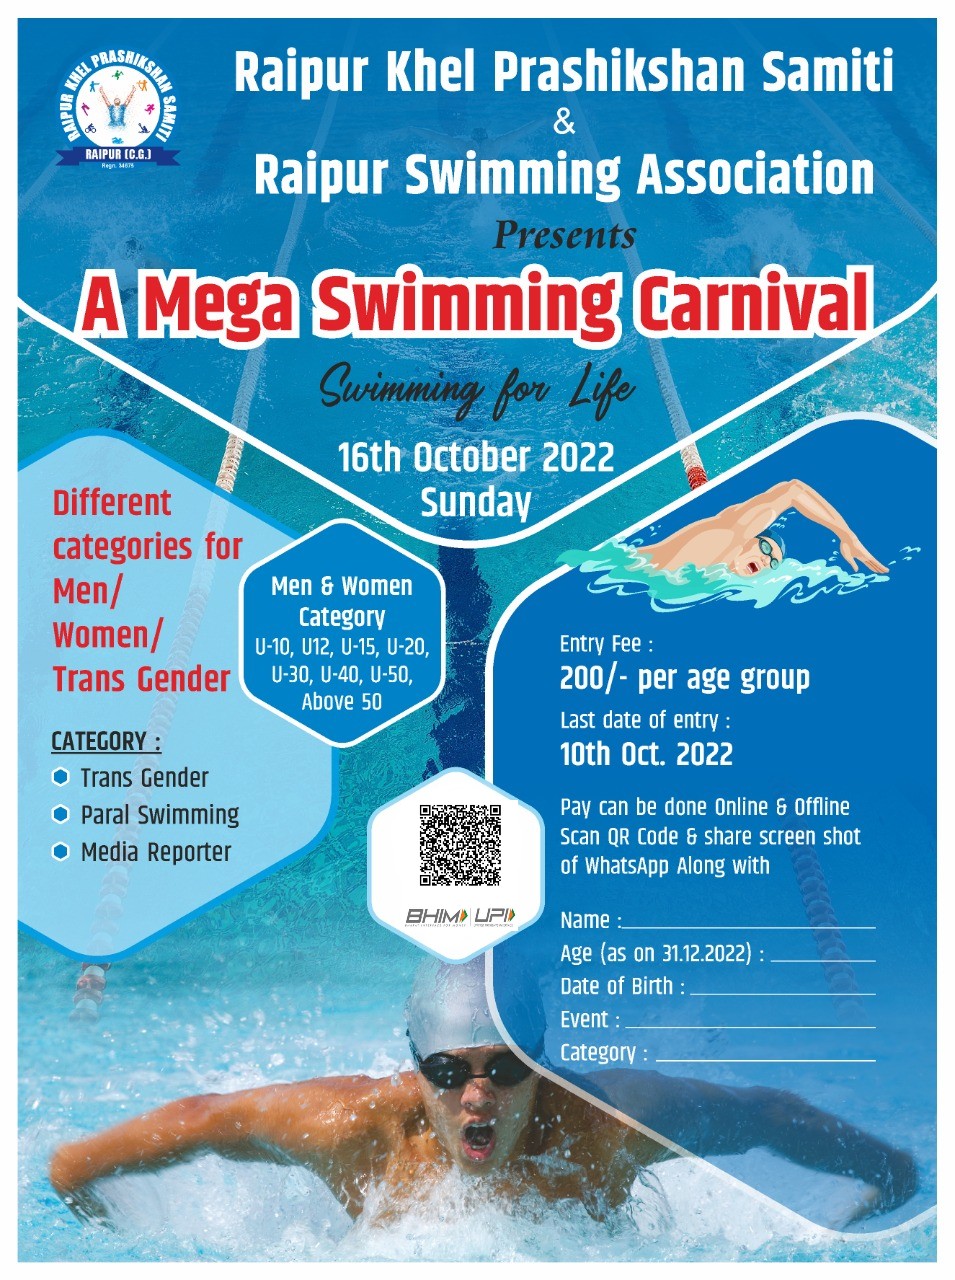 RAIPUR KHEL PRASHIKSHAN SAMITI
RAIPUR (C.G.)
Regn. 34676
Raipur Khel Prashikshan Samiti
&
Raipur Swimming Association
Presents
A Mega Swimming Carnival
Swimming for Life
16th October 2022
Sunday
Different
categories for
Men/
Women/
Trans Gender
CATEGORY :
Trans Gender
Paral Swimming
Media Reporter
Men & Women
Category
U-10, U12, U-15, U-20,
U-30, U-40, U-50,
Above 50
BHIM UPI
Entry Fee :
200/- per age group
Last date of entry :
10th Oct. 2022
Pay can be done Online & Offline
Scan QR Code & share screen shot
of WhatsApp Along with
Name :
Age (as on 31.12.2022) :
Date of Birth :
Event :
Category :